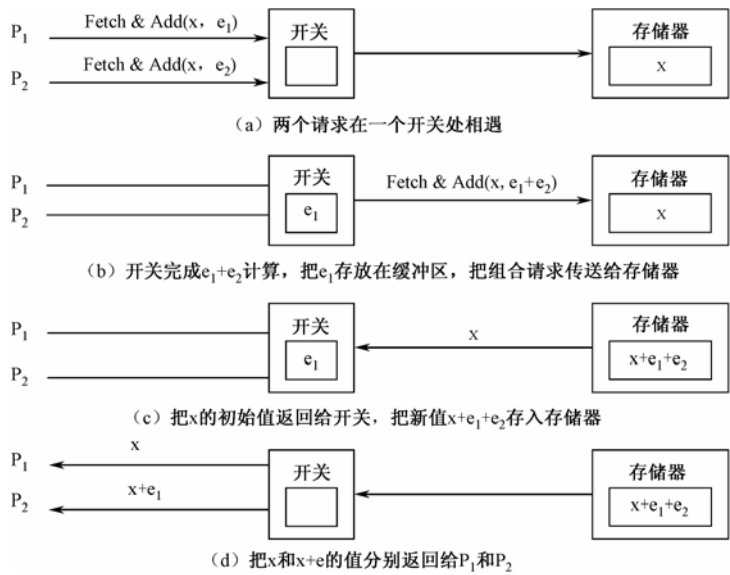 P₁ Fetch & Add(x, e₁) 开关 存储器
P₂ Fetch & Add(x, e₂) x
（a）两个请求在一个开关处相遇
P₁ 开关 Fetch & Add(x, e₁+e₂) 存储器
P₂ e₁ x
（b）开关完成e₁+e₂计算，把e₁存放在缓冲区，把组合请求传送给存储器
P₁ 开关 x 存储器
P₂ e₁ x+e₁+e₂
（c）把x的初始值返回给开关，把新值x+e₁+e₂存入存储器
P₁ x 开关 存储器
P₂ x+e₁ x+e₁+e₂
（d）把x和x+e的值分别返回给P₁和P₂